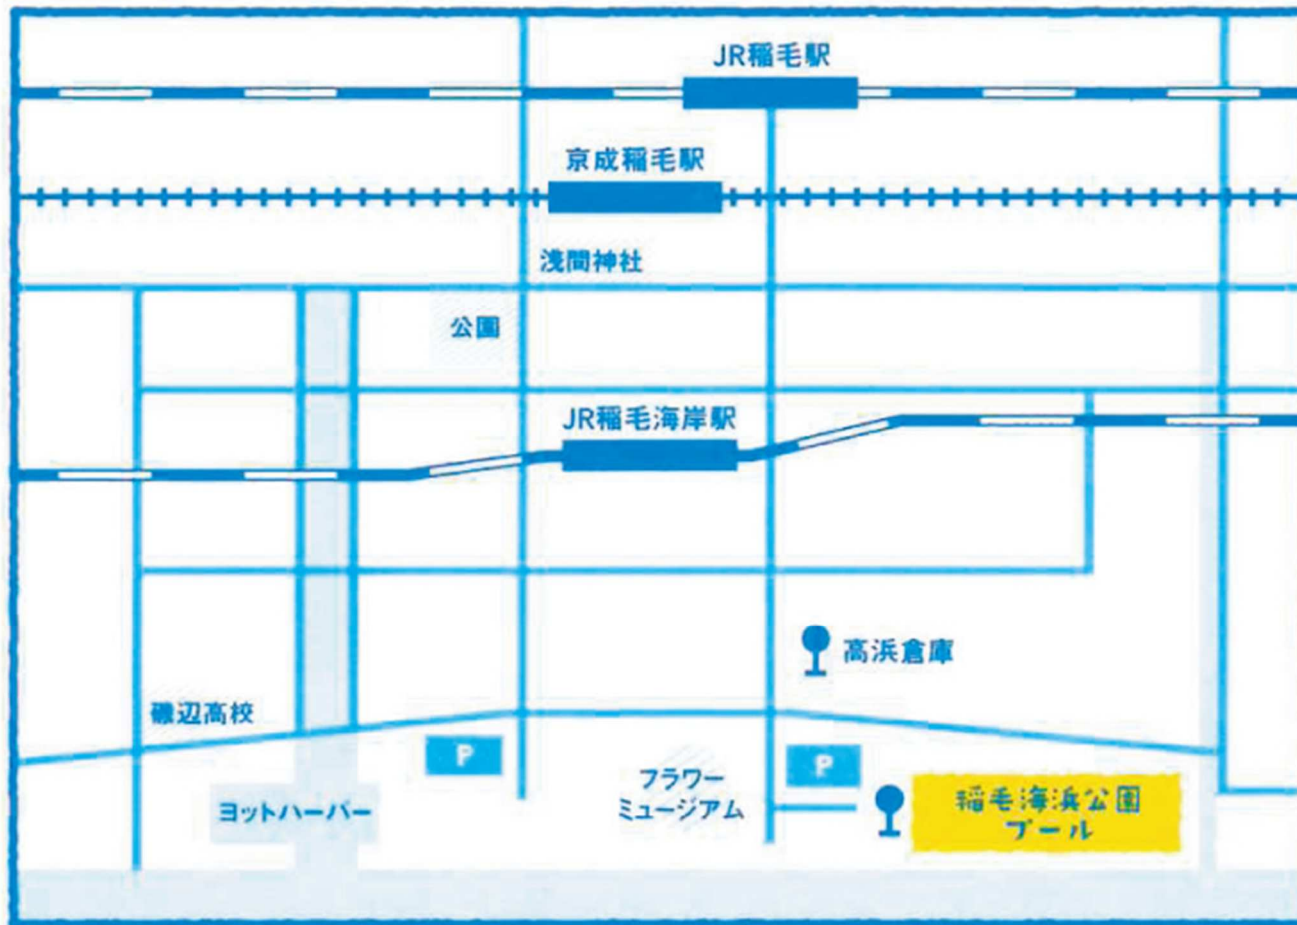 JR稲毛駅
京成稲毛駅
浅間神社
公園
JR稲毛海岸駅
高浜倉庫
磯辺高校
P
P
フラワー
ミュージアム
ヨットハーバー
稲毛海浜公園
プール